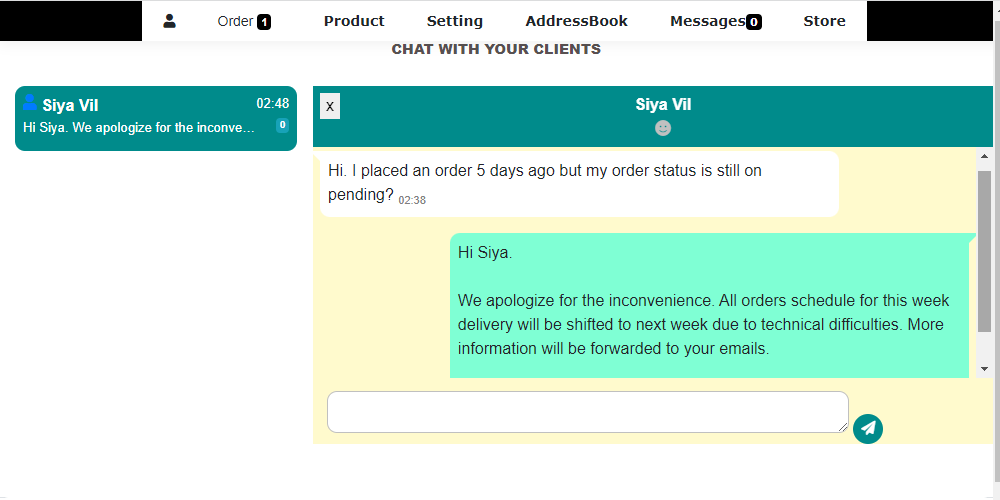 Order 1 Product Setting AddressBook Messages 0 Store
CHAT WITH YOUR CLIENTS
Siya Vil 02:48
Hi Siya. We apologize for the inconve... 0
x Siya Vil
Hi. I placed an order 5 days ago but my order status is still on
pending? 02:38
Hi Siya.
We apologize for the inconvenience. All orders schedule for this week
delivery will be shifted to next week due to technical difficulties. More
information will be forwarded to your emails.